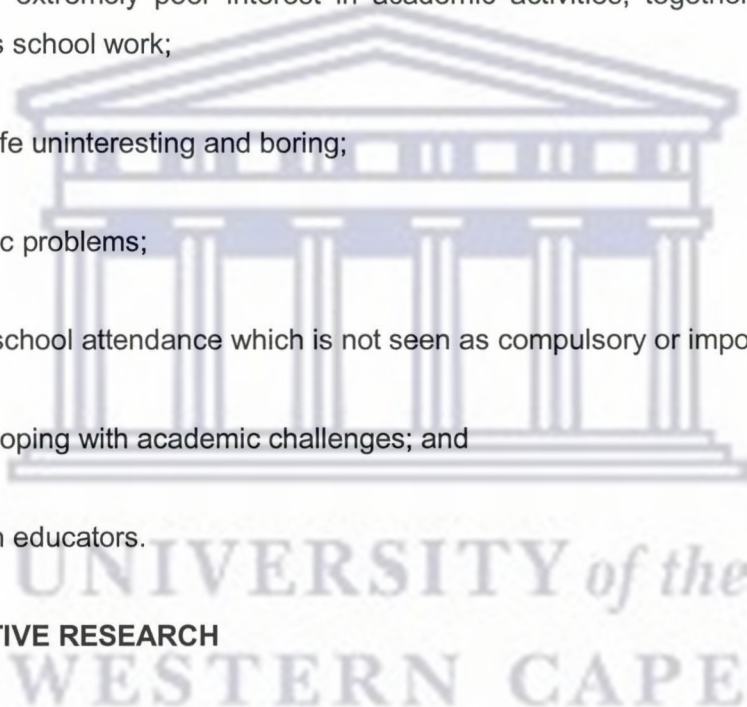 extremely poor interest in academic activities, together
s school work;
fe uninteresting and boring;
c problems;
school attendance which is not seen as compulsory or impo
oping with academic challenges; and
n educators.
UNIVERSITY of the
TIVE RESEARCH
WESTERN CAPE